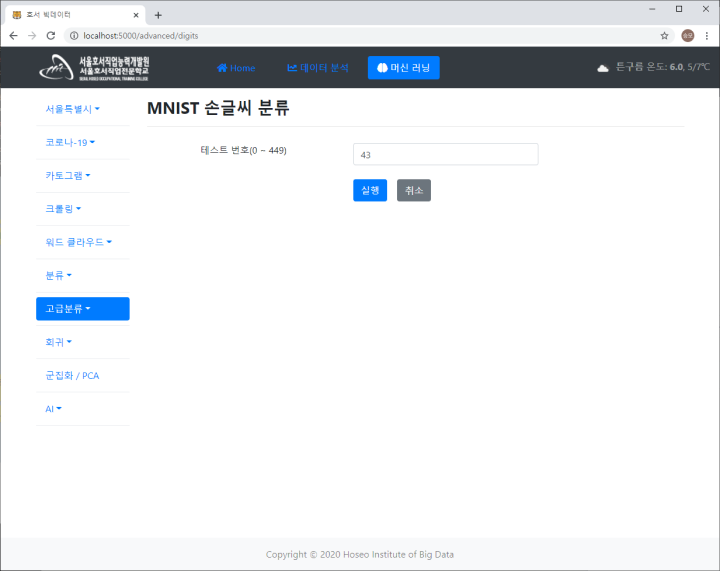 호서 빅데이터
localhost:5000/advanced/digits
서울호서직업능력개발원
서울호서직업전문학교
SEOUL HOSEO OCCUPATIONAL TRAINING COLLEGE
Home
데이터 분석
머신 러닝
튼구름 온도: 6.0, 5/7℃
서울특별시
코로나-19
카토그램
크롤링
워드 클라우드
분류
고급분류
회귀
군집화 / PCA
AI
MNIST 손글씨 분류
테스트 번호(0 ~ 449)
43
실행 취소
Copyright © 2020 Hoseo Institute of Big Data